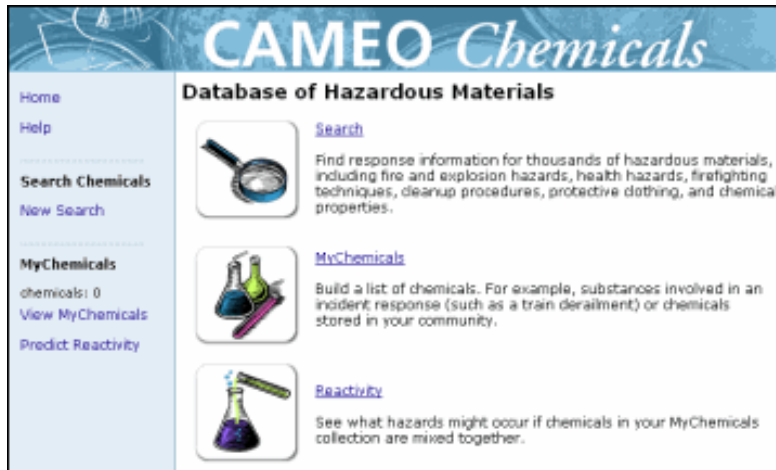 CAMEO Chemicals
Home
Help
Search Chemicals
New Search
MyChemicals
chemicals: 0
View MyChemicals
Predict Reactivity
Database of Hazardous Materials
Search
Find response information for thousands of hazardous materials,
including fire and explosion hazards, health hazards, firefighting
techniques, cleanup procedures, protective clothing, and chemical
properties.
MyChemicals
Build a list of chemicals. For example, substances involved in an
incident response (such as a train derailment) or chemicals
stored in your community.
Reactivity
See what hazards might occur if chemicals in your MyChemicals
collection are mixed together.